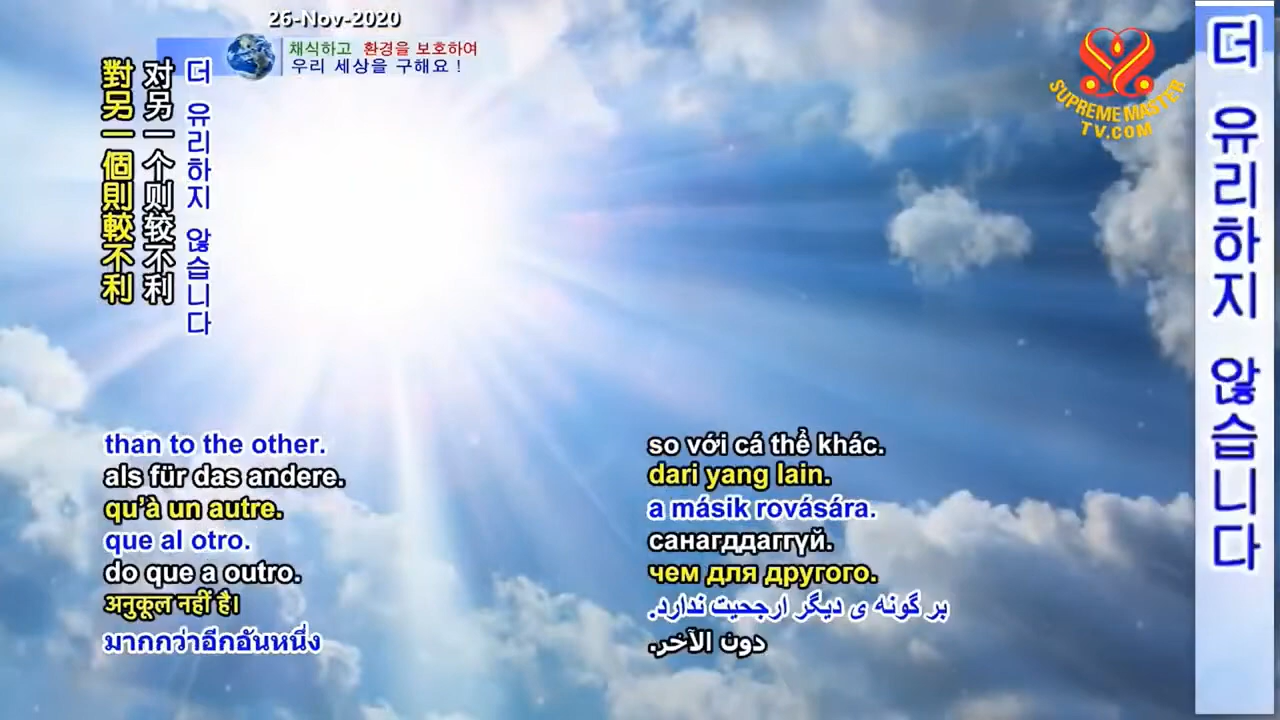 26-Nov-2020
채식하고 환경을 보호하여
우리 세상을 구해요 !
SUPREME MASTER
TV.COM
對另一個則較不利
对另一个则较不利
더 유리하지 않습니다
더 유리하지 않습니다
than to the other.
als für das andere.
qu'à un autre.
que al otro.
do que a outro.
अनुकूल नहीं है।
มากกว่าอีกอันหนึ่ง
so với cá thể khác.
dari yang lain.
a másik rovására.
санагддаггүй.
чем для другого.
بر گونه ی دیگر ارجحیت ندارد.
دون الآخر.